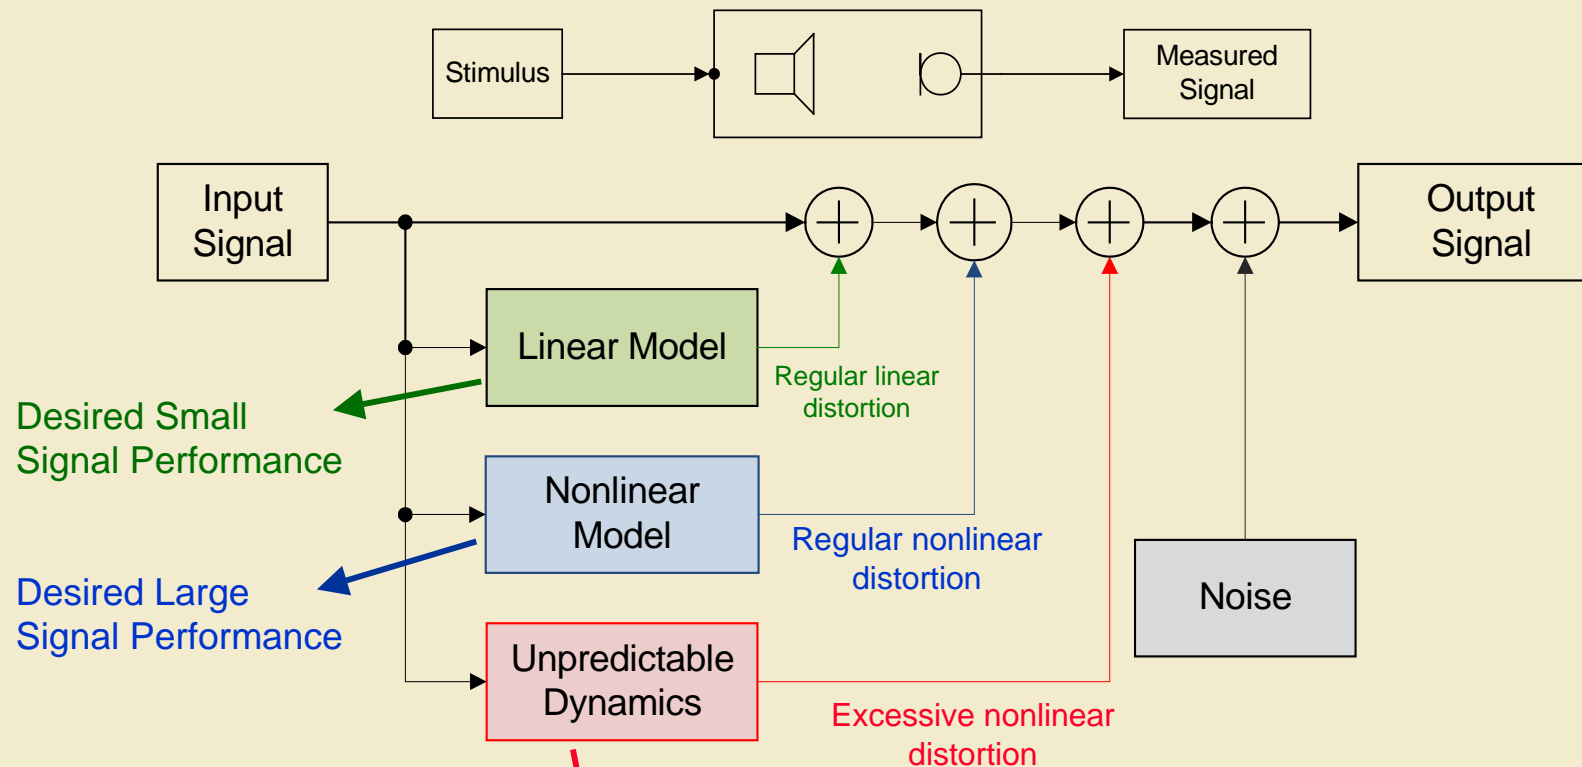 Stimulus
Measured
Signal
Input
Signal
Output
Signal
Linear Model
Regular linear
distortion
Desired Small
Signal Performance
Nonlinear
Model
Regular nonlinear
distortion
Desired Large
Signal Performance
Noise
Unpredictable
Dynamics
Excessive nonlinear
distortion